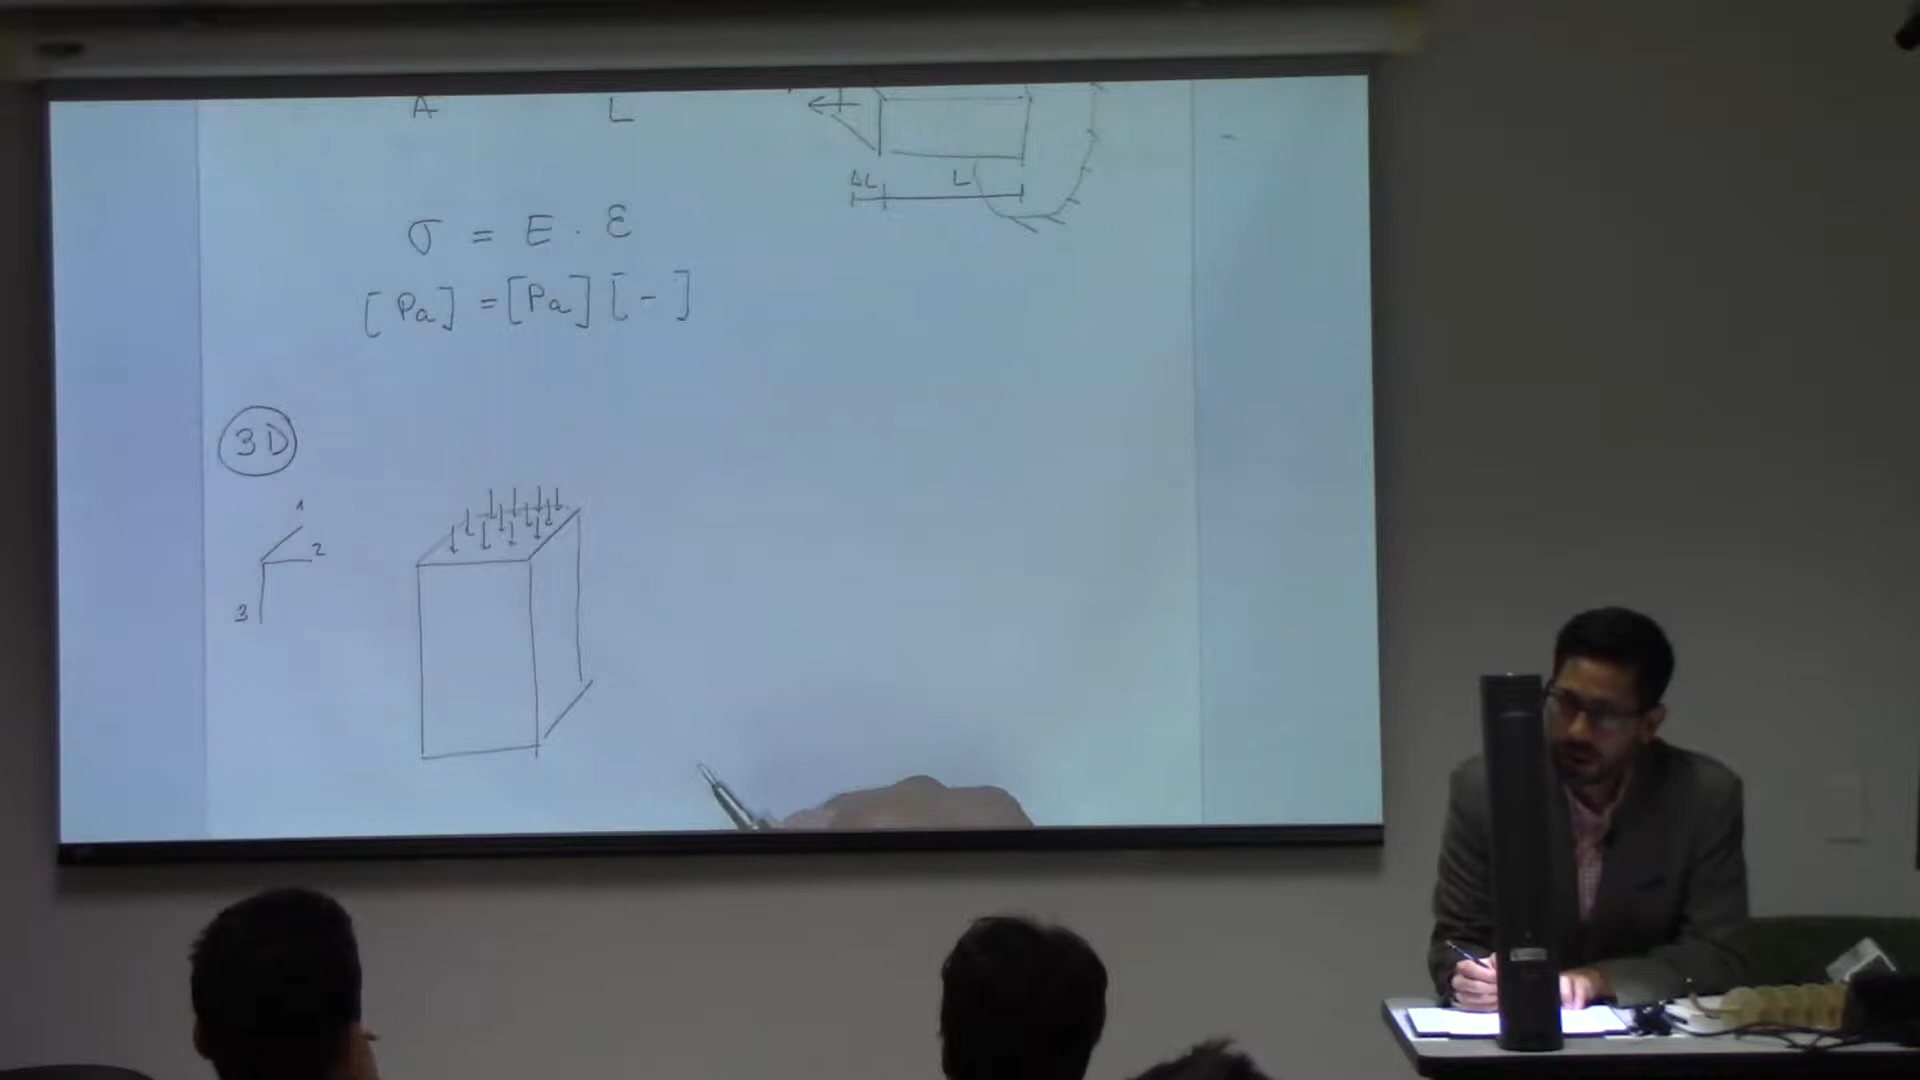 A L
ΔL L
σ = E · ε
[Pa] = [Pa] [-]
3D
1
2
3